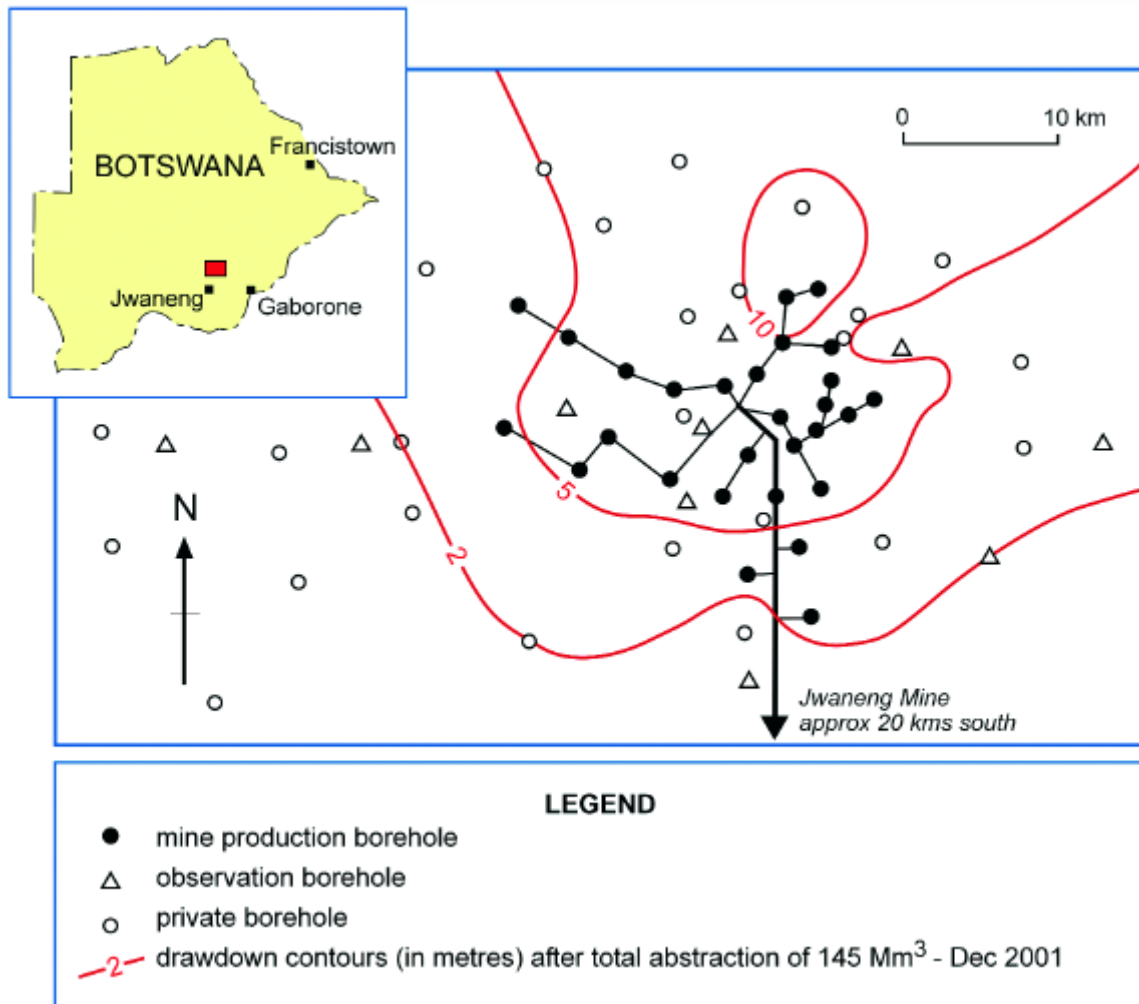 BOTSWANA
Francistown
Jwaneng
Gaborone
0 10 km
10
5
2
N
Jwaneng Mine
approx 20 kms south
LEGEND
mine production borehole
observation borehole
private borehole
2 drawdown contours (in metres) after total abstraction of 145 Mm³ - Dec 2001